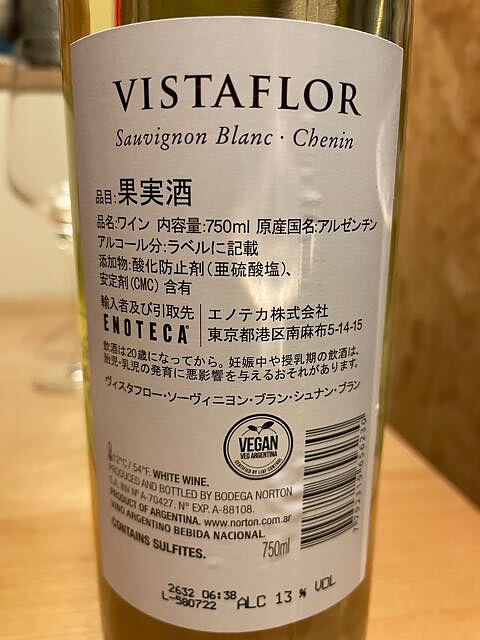 VISTAFLOR
Sauvignon Blanc · Chenin
品目:果実酒
品名:ワイン 内容量:750ml 原産国名:アルゼンチン
アルコール分:ラベルに記載
添加物:酸化防止剤(亜硫酸塩)、
安定剤(CMC)含有
輸入者及び引取先
ENOTECA
エノテカ株式会社
東京都港区南麻布5-14-15
飲酒は20歳になってから。妊娠中や授乳期の飲酒は、
胎児・乳児の発育に悪影響を与えるおそれがあります。
ヴィスタフロー・ソーヴィニヨン・ブラン・シュナン・ブラン
VEGAN
VEG ARGENTINA
CERTIFIED BY LIAF CONTROL
12°C / 54°F. WHITE WINE.
PRODUCED AND BOTTLED BY BODEGA NORTON
S.A. INV Nº A-70427. N° EXP. A-88108.
PRODUCT OF ARGENTINA. www.norton.com.ar
VINO ARGENTINO BEBIDA NACIONAL.
CONTAINS SULFITES.
750ml
2632 06:38
L-580722 ALC 13 % VOL